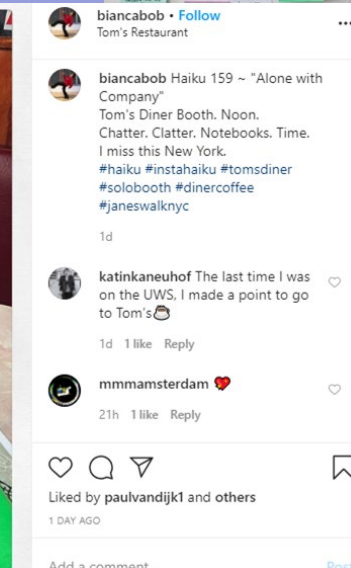 biancabob • Follow
Tom's Restaurant
biancabob Haiku 159 ~ "Alone with
Company"
Tom's Diner Booth. Noon.
Chatter. Clatter. Notebooks. Time.
I miss this New York.
#haiku #instahaiku #tomsdiner
#solobooth #dinercoffee
#janeswalknyc
1d
katinkaneuhof The last time I was
on the UWS, I made a point to go
to Tom's☕
1d 1 like Reply
mmmamsterdam 💖
21h 1 like Reply
Liked by paulvandijk1 and others
1 DAY AGO
Add a comment
Post